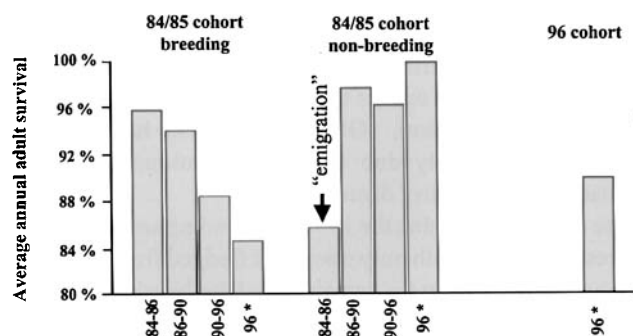 84/85 cohort
breeding
84/85 cohort
non-breeding
96 cohort
Average annual adult survival
100 %
96 %
92 %
88 %
84 %
80 %
“emigration”
84-86
86-90
90-96
96 *
84-86
86-90
90-96
96 *
96 *